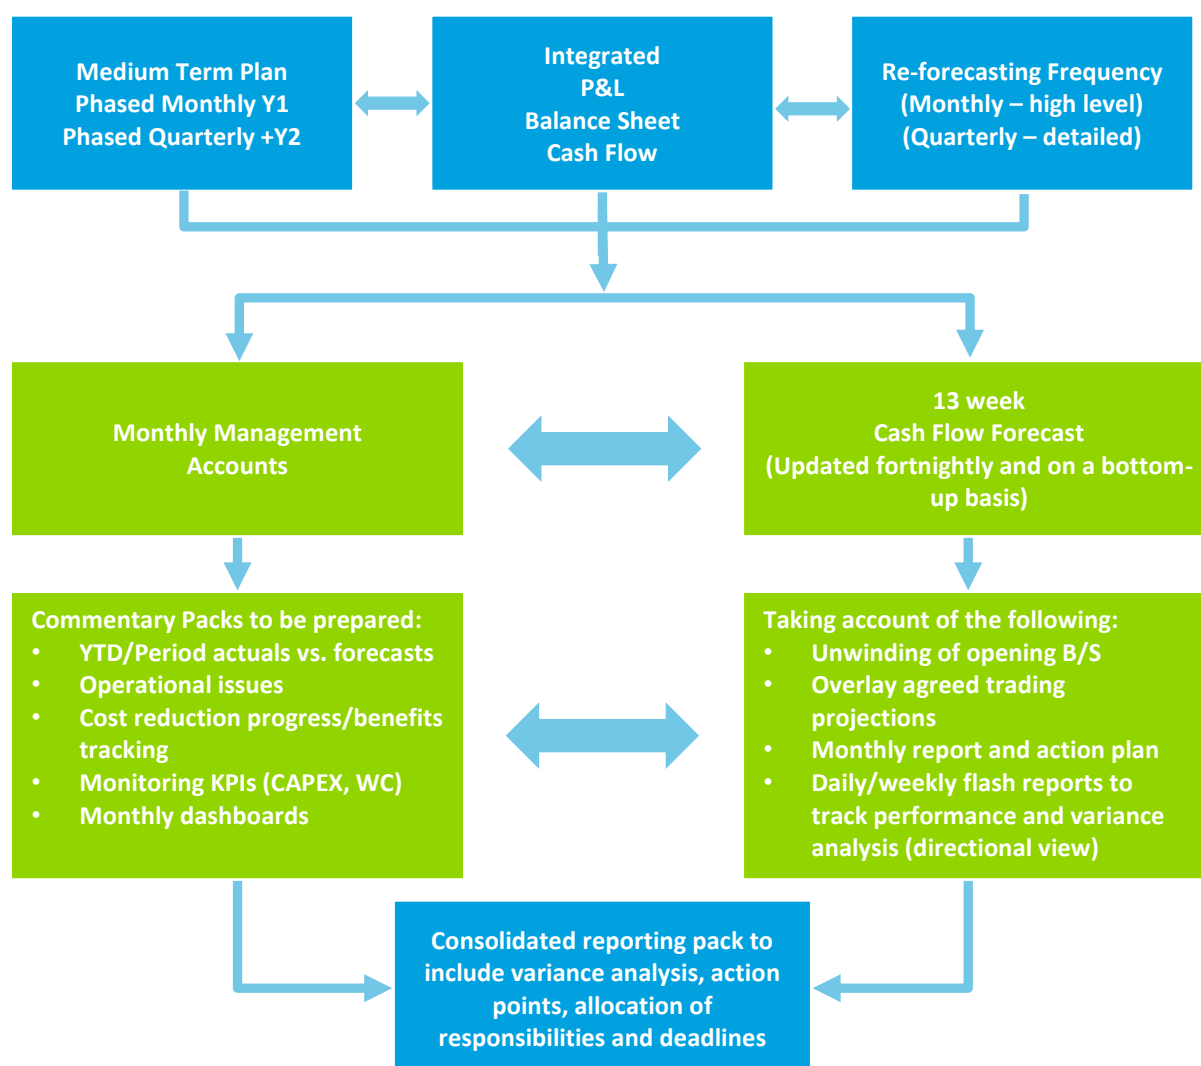 Medium Term Plan
Phased Monthly Y1
Phased Quarterly +Y2
Integrated
P&L
Balance Sheet
Cash Flow
Re-forecasting Frequency
(Monthly – high level)
(Quarterly – detailed)
Monthly Management
Accounts
13 week
Cash Flow Forecast
(Updated fortnightly and on a bottom-
up basis)
Commentary Packs to be prepared:
• YTD/Period actuals vs. forecasts
• Operational issues
• Cost reduction progress/benefits
tracking
• Monitoring KPIs (CAPEX, WC)
• Monthly dashboards
Taking account of the following:
• Unwinding of opening B/S
• Overlay agreed trading
projections
• Monthly report and action plan
• Daily/weekly flash reports to
track performance and variance
analysis (directional view)
Consolidated reporting pack to
include variance analysis, action
points, allocation of
responsibilities and deadlines